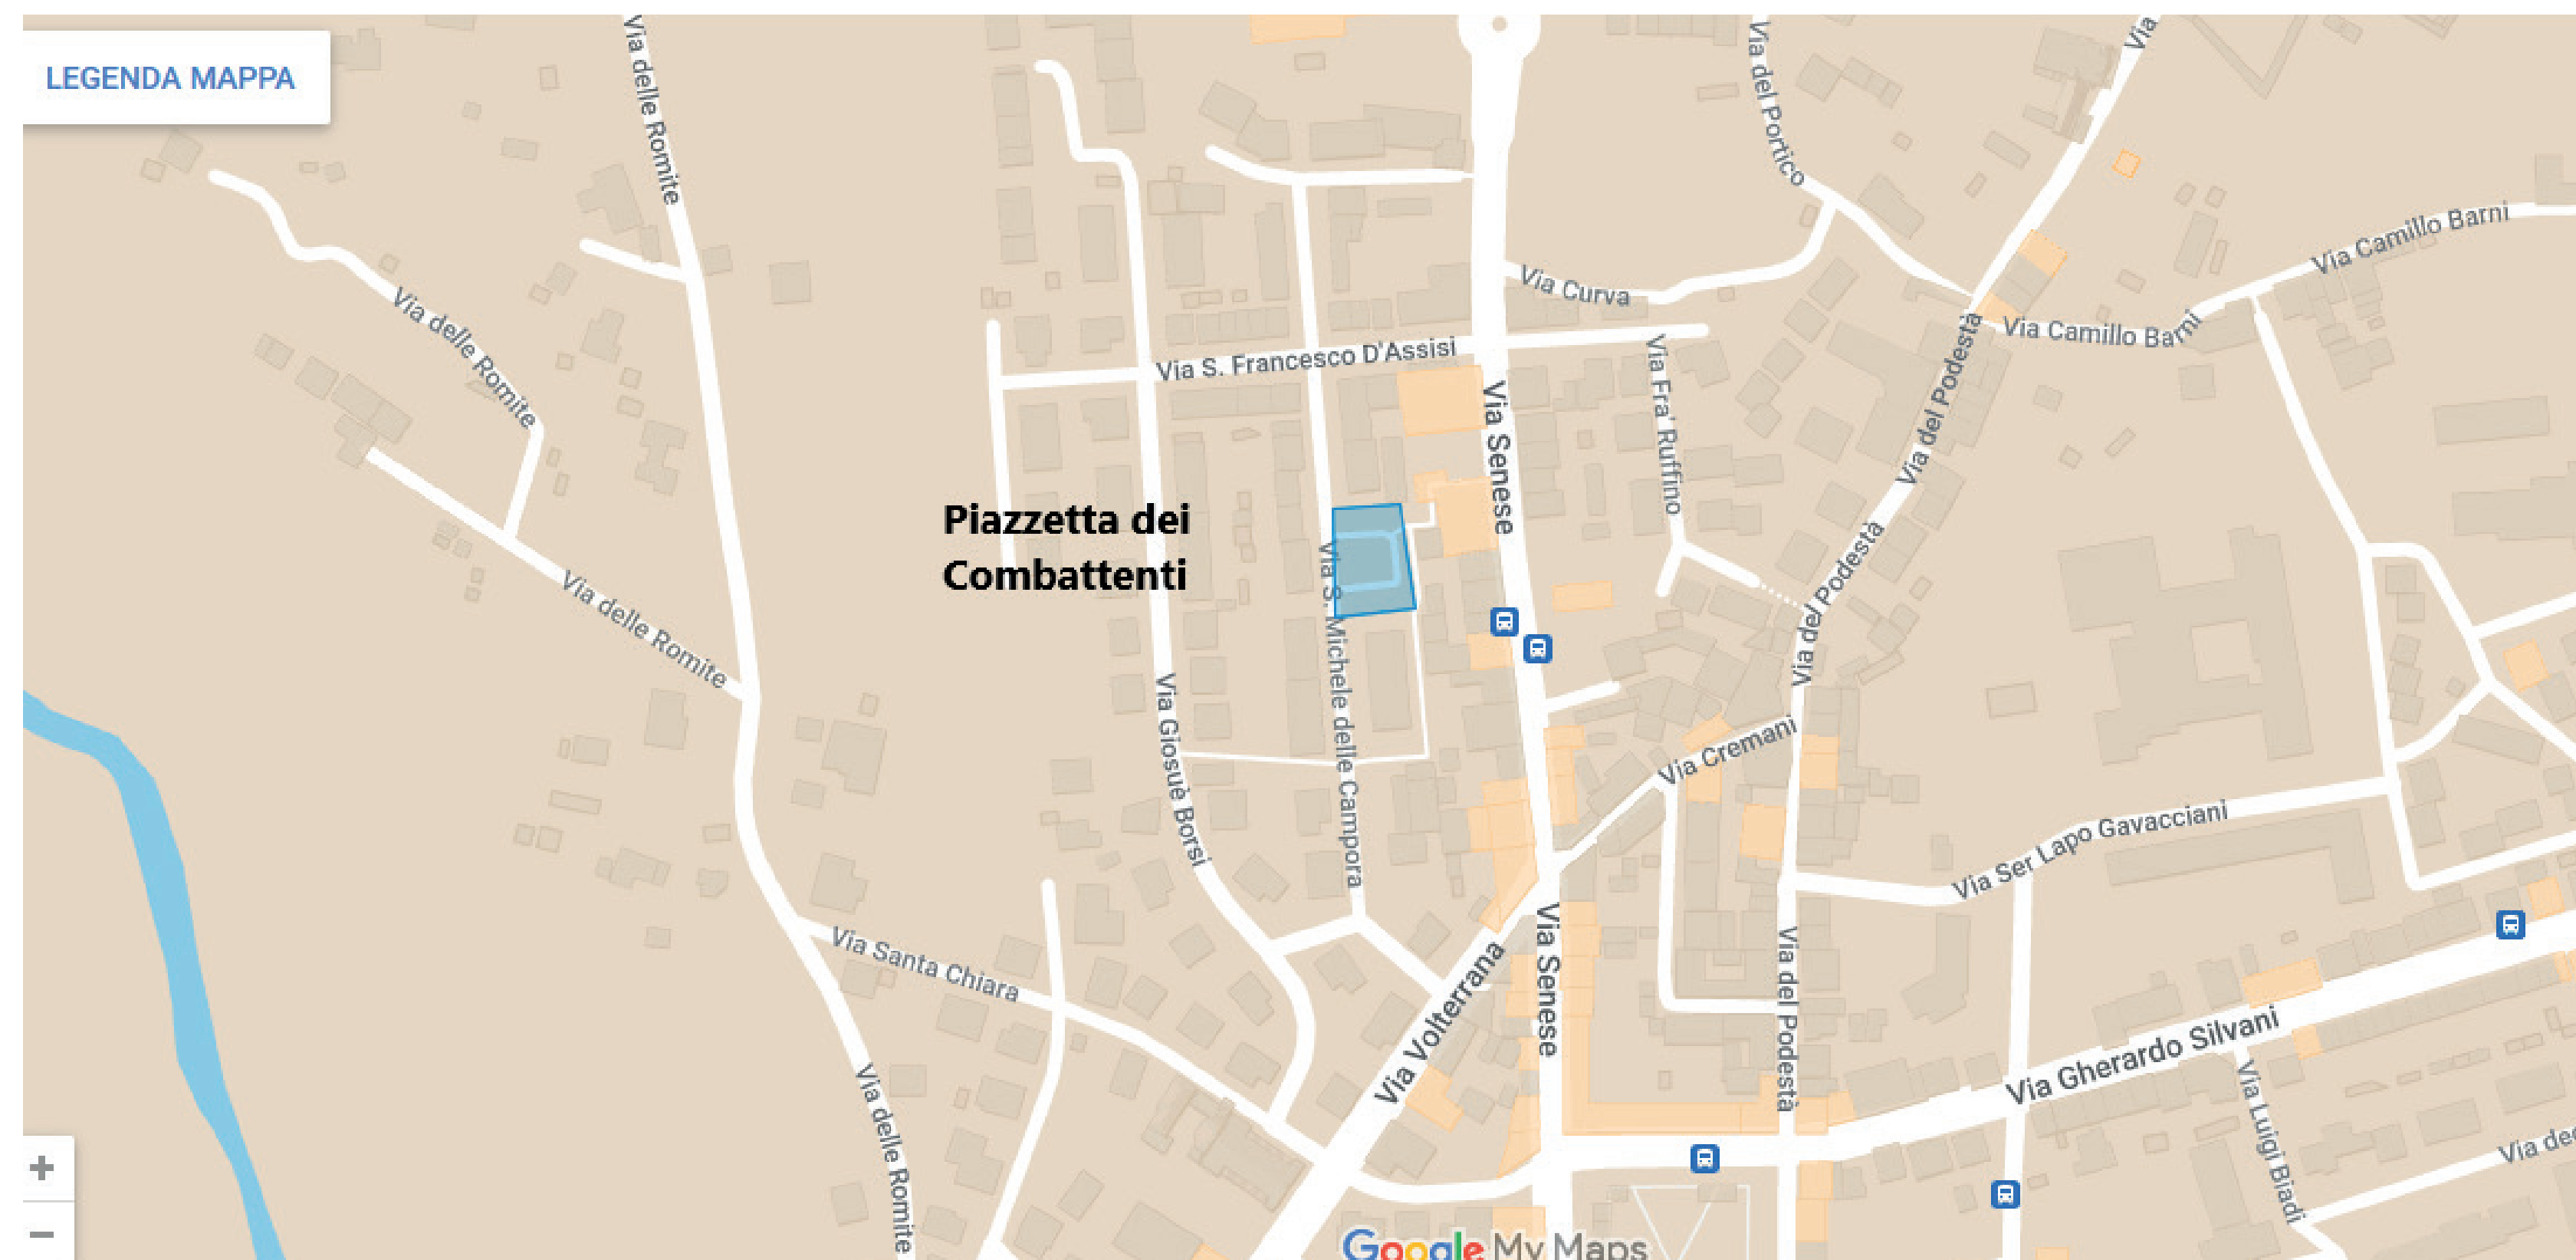 LEGENDA MAPPA
Via delle Romite
Via del Portico
Via
Via Camillo Barni
Via Curva
Via delle Romite
Via Camillo Barni
Via S. Francesco D'Assisi
Via Senese
Via Fra' Ruffino
Via del Podestà
Piazzetta dei
Combattenti
Via S. Michele delle Campora
Via del Podestà
Via delle Romite
Via Giosuè Borsi
Via Cremani
Via Ser Lapo Gavacciani
Via Santa Chiara
Via Volterrana
Via Senese
Via del Podestà
Via Gherardo Silvani
Via delle Romite
Via Luigi Biadi
Via de
+
−
Google My Maps